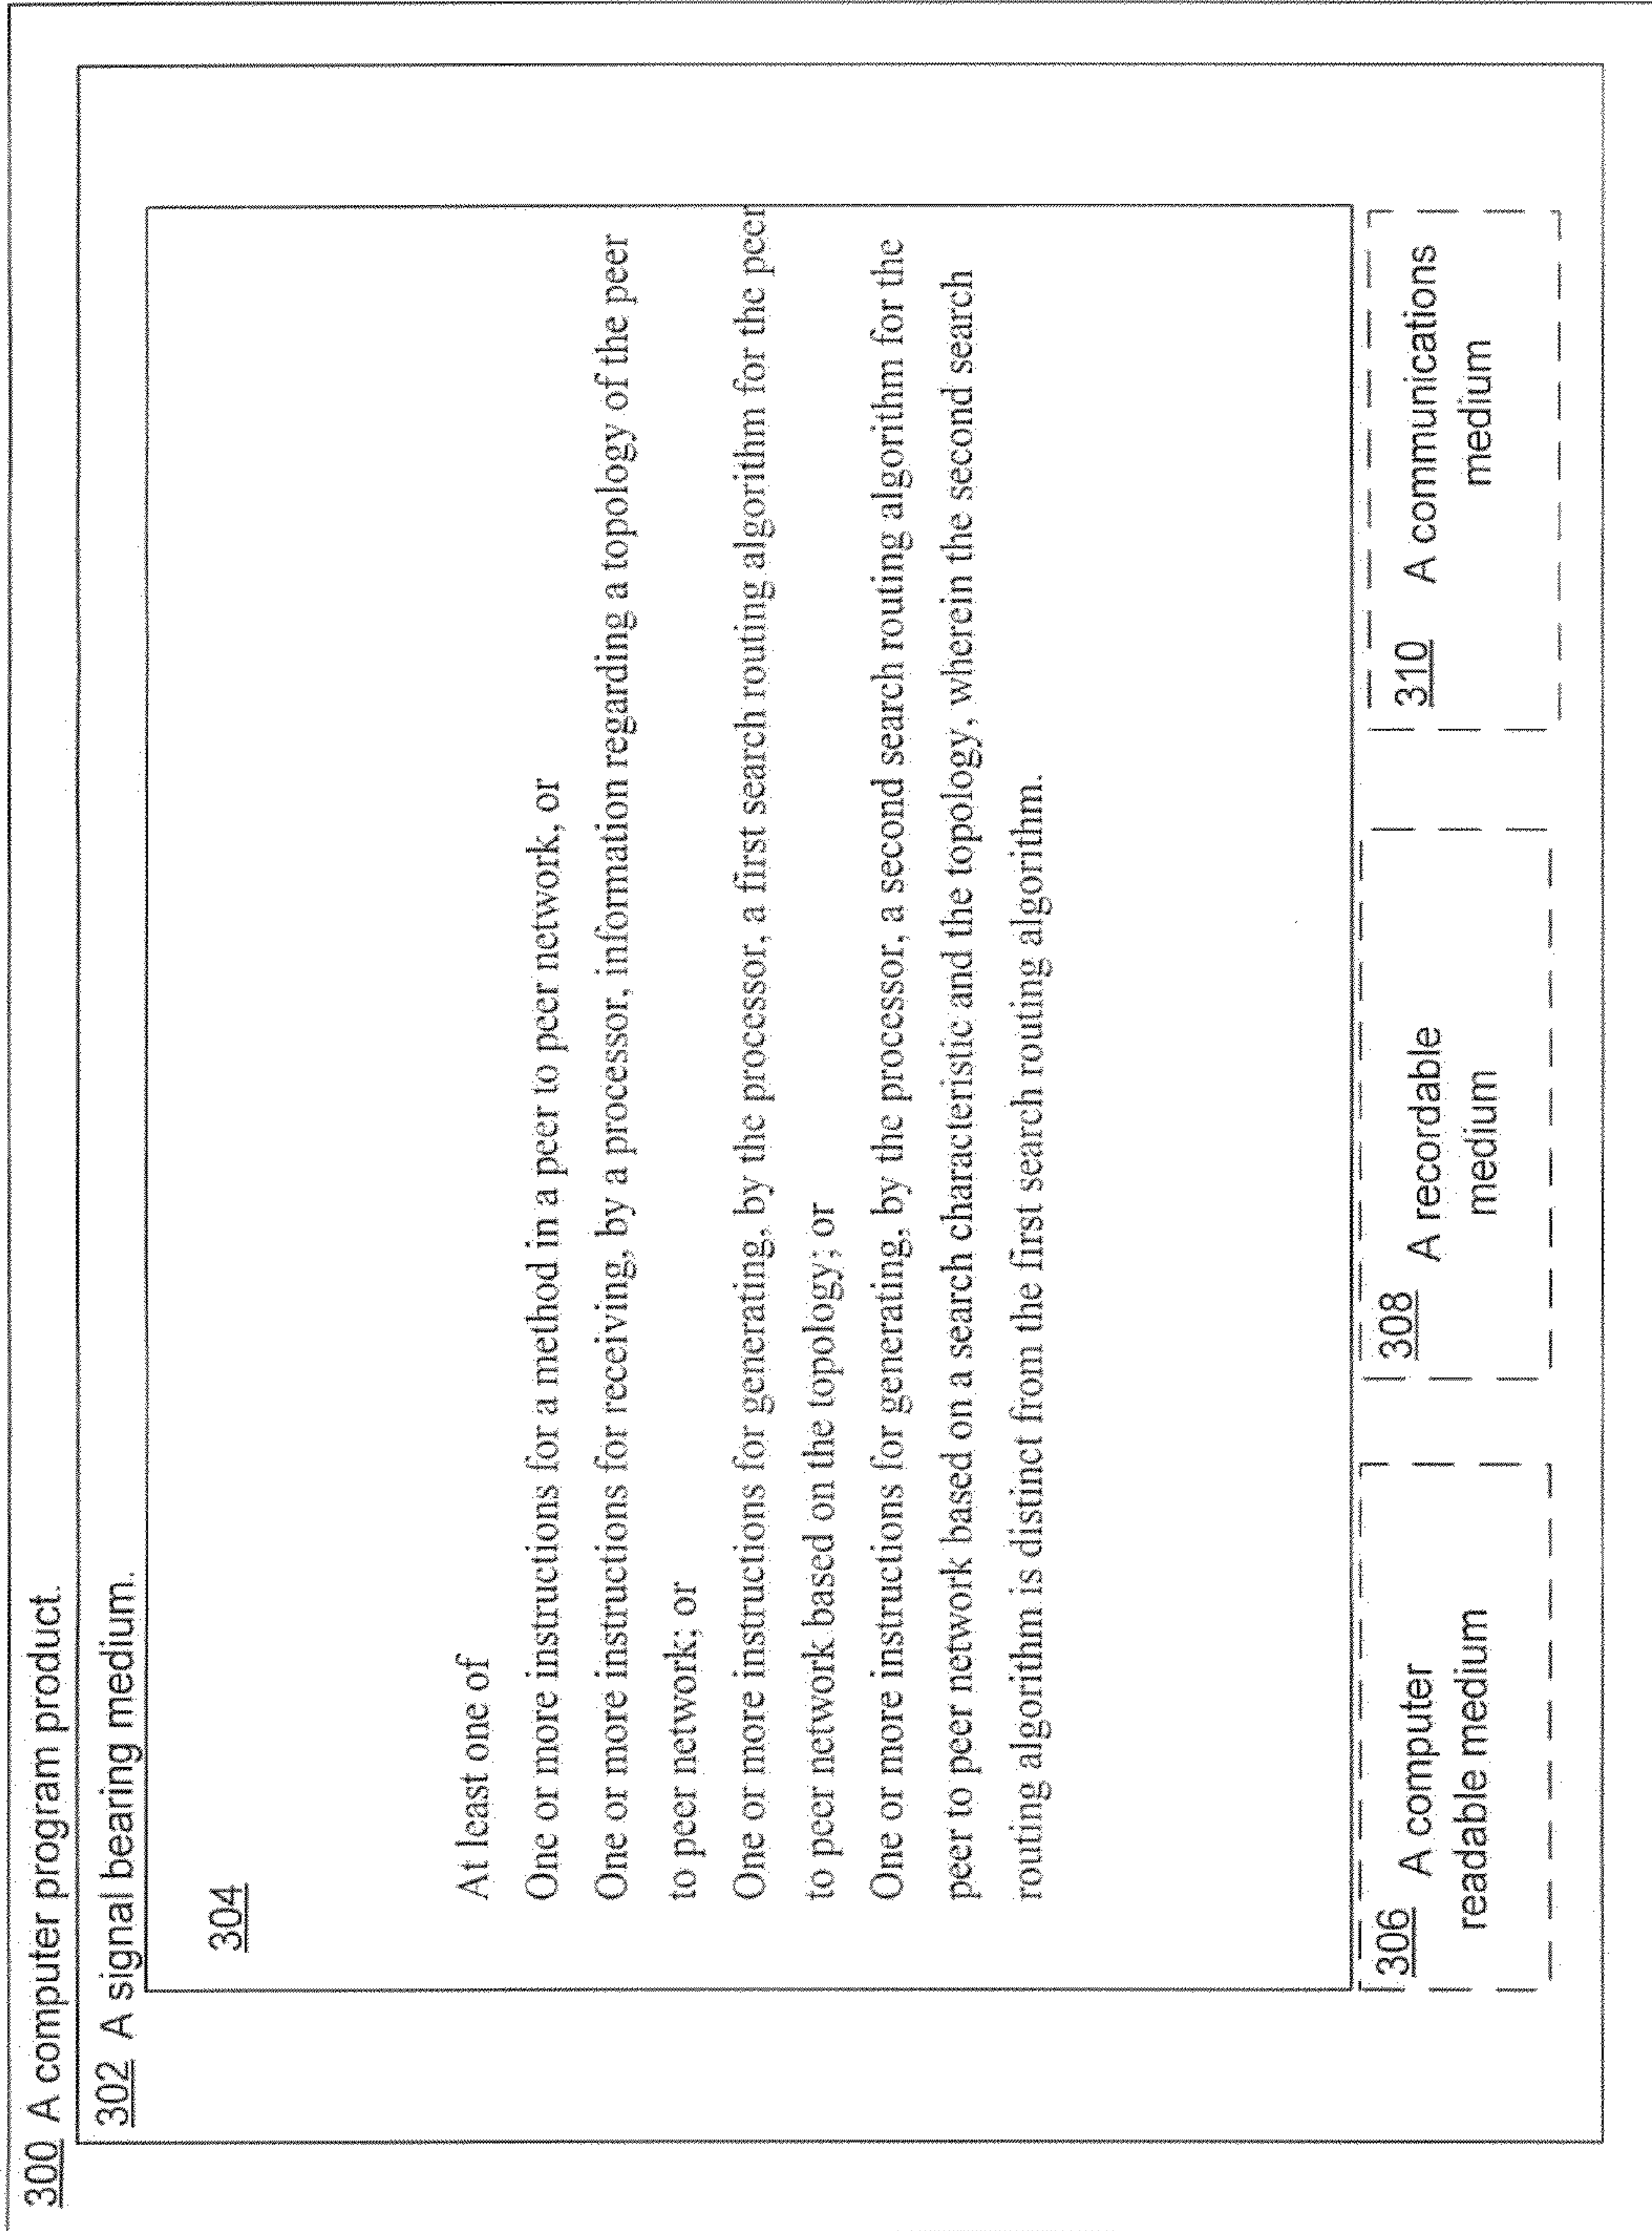 300 A computer program product.
302 A signal bearing medium.
304
At least one of
One or more instructions for a method in a peer to peer network, or
One or more instructions for receiving, by a processor, information regarding a topology of the peer
to peer network; or
One or more instructions for generating, by the processor, a first search routing algorithm for the peer
to peer network based on the topology; or
One or more instructions for generating, by the processor, a second search routing algorithm for the
peer to peer network based on a search characteristic and the topology, wherein the second search
routing algorithm is distinct from the first search routing algorithm.
306 A computer
readable medium
308 A recordable
medium
310 A communications
medium